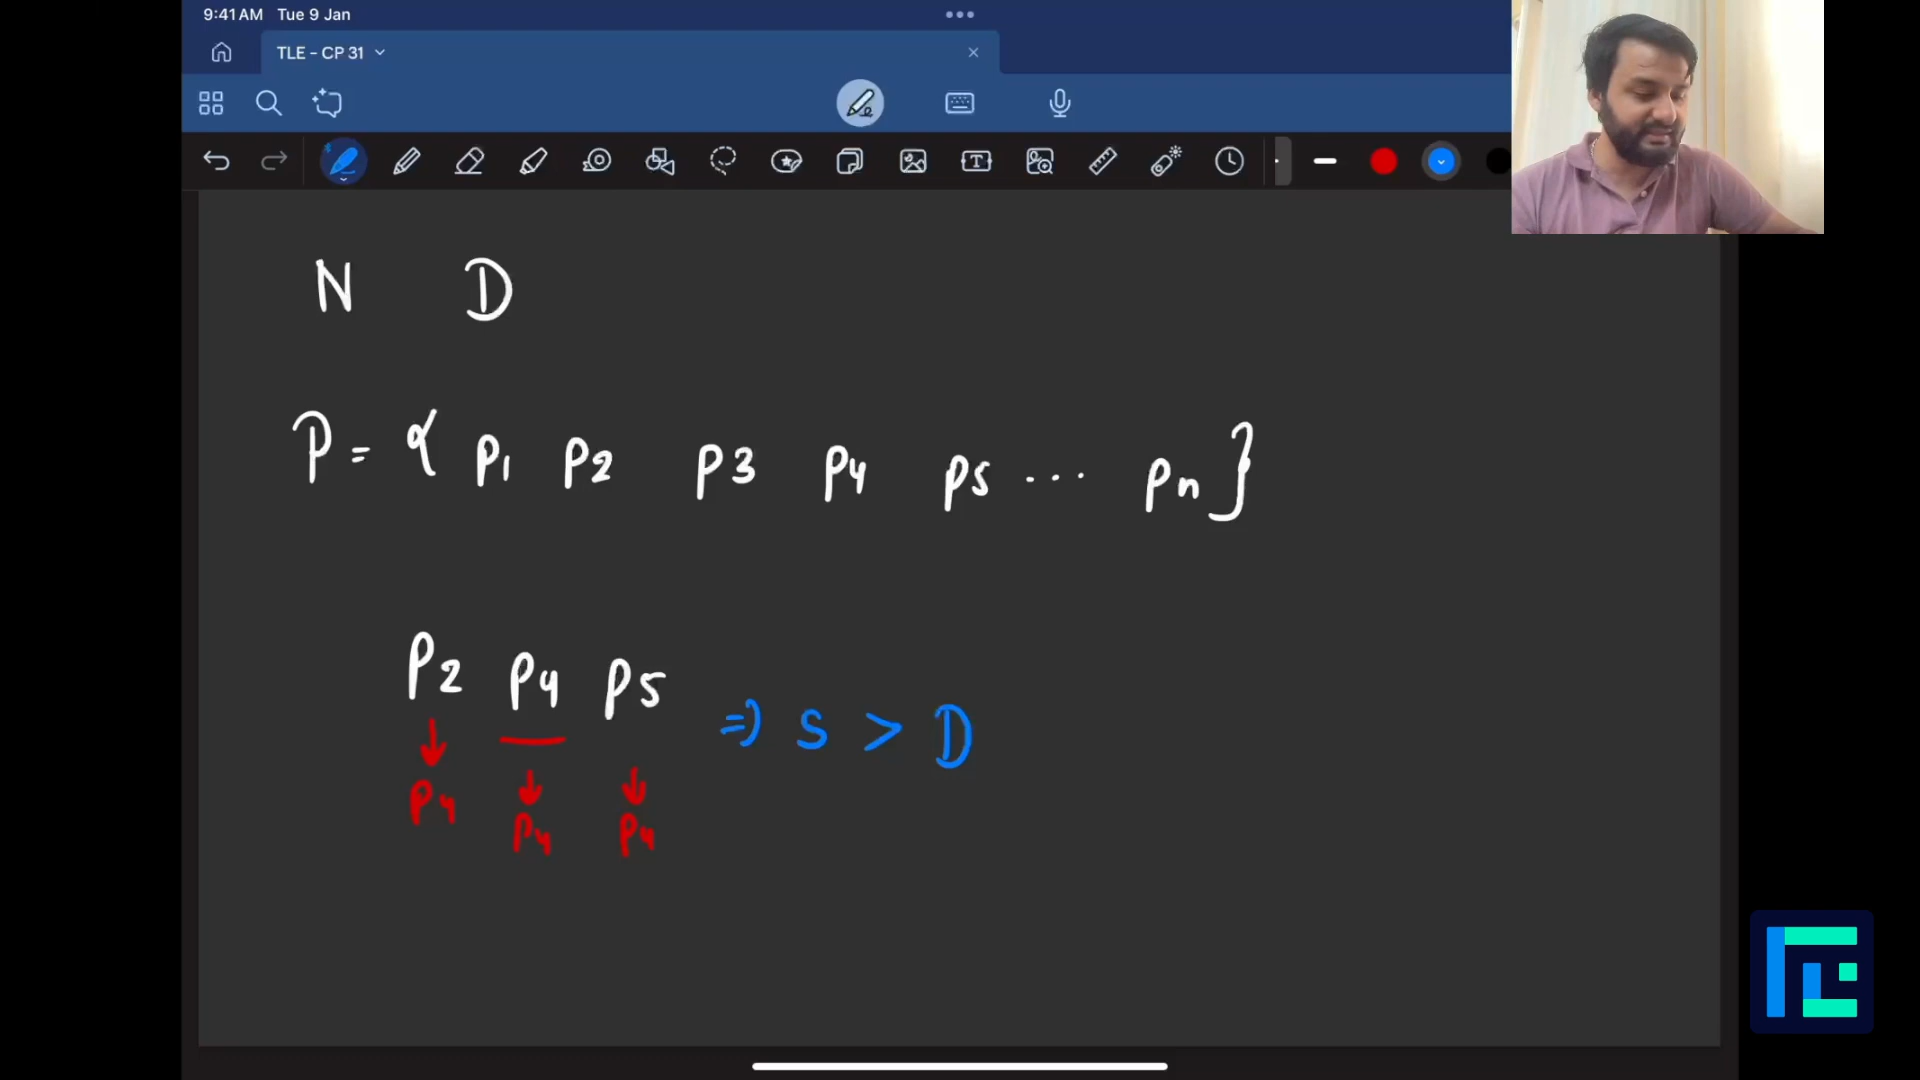 9:41 AM Tue 9 Jan
TLE - CP 31
N D
P = { p1 p2 p3 p4 p5 ... pn }
p2 p4 p5 => S > D
p4 p4 p4